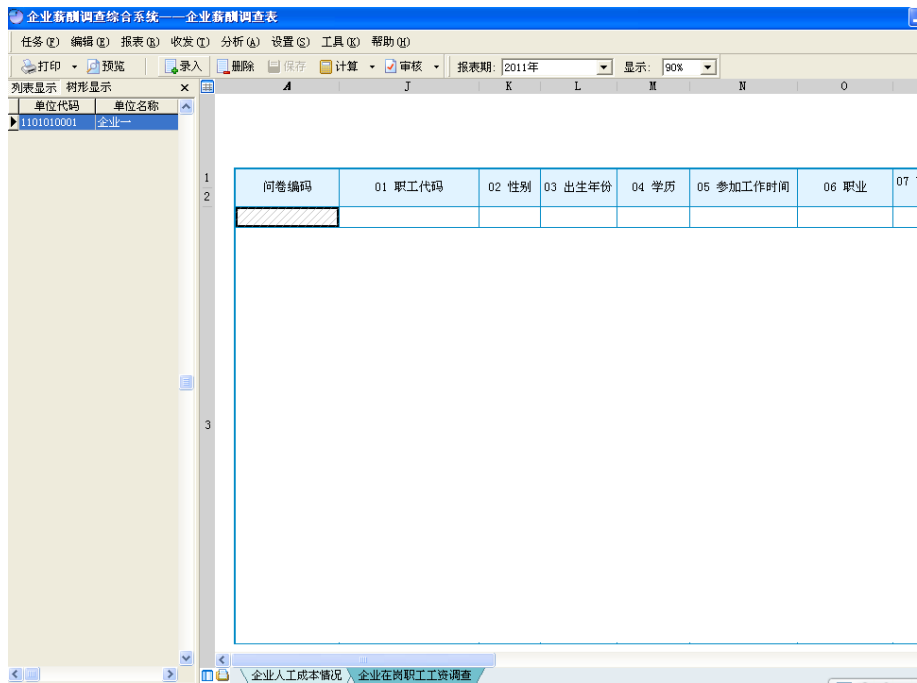 企业薪酬调查综合系统——企业薪酬调查表
任务(F) 编辑(E) 报表(R) 收发(T) 分析(A) 设置(S) 工具(K) 帮助(H)
打印 预览 录入 删除 保存 计算 审核 报表期: 2011年 显示: 90%
列表显示 树形显示 × A J K L M N O
单位代码 单位名称
1101010001 企业一
1 问卷编码 01 职工代码 02 性别 03 出生年份 04 学历 05 参加工作时间 06 职业 07
2
3
企业人工成本情况 企业在岗职工工资调查